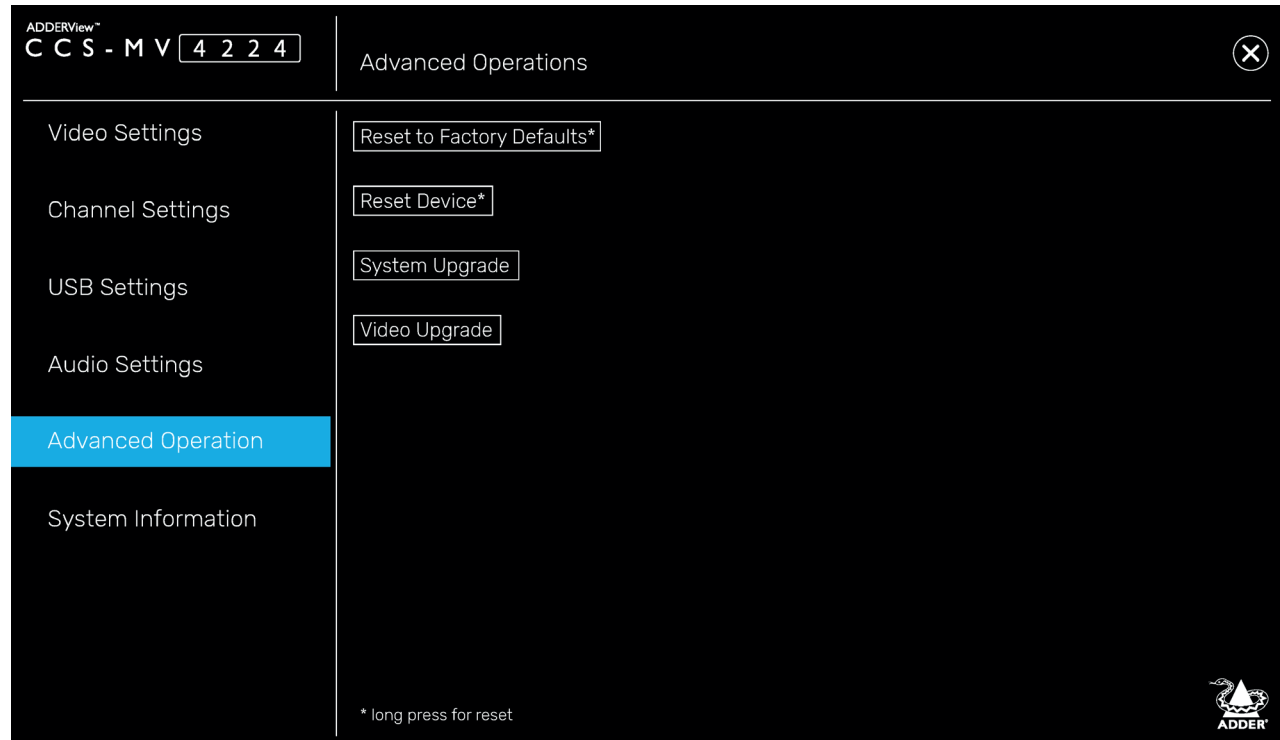 ADDERView™
CCS-MV 4224
Advanced Operations
Video Settings
Channel Settings
USB Settings
Audio Settings
Advanced Operation
System Information
Reset to Factory Defaults*
Reset Device*
System Upgrade
Video Upgrade
* long press for reset
ADDER®